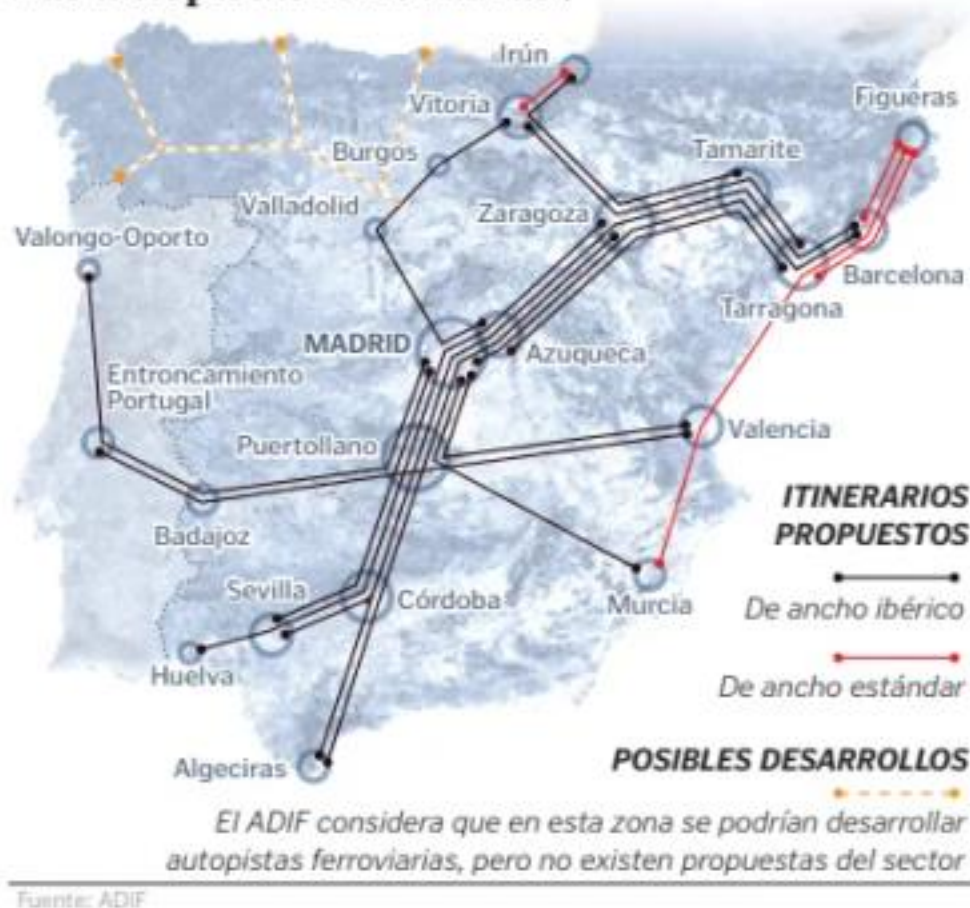 Irún
Figueras
Vitoria
Tamarite
Burgos
Valladolid
Zaragoza
Valongo-Oporto
Barcelona
Tarragona
MADRID
Azuqueca
Entroncamiento
Portugal
Puertollano
Valencia
ITINERARIOS
PROPUESTOS
Badajoz
Sevilla
Córdoba
Murcia
De ancho ibérico
Huelva
De ancho estándar
Algeciras
POSIBLES DESARROLLOS
El ADIF considera que en esta zona se podrían desarrollar
autopistas ferroviarias, pero no existen propuestas del sector
Fuente: ADIF